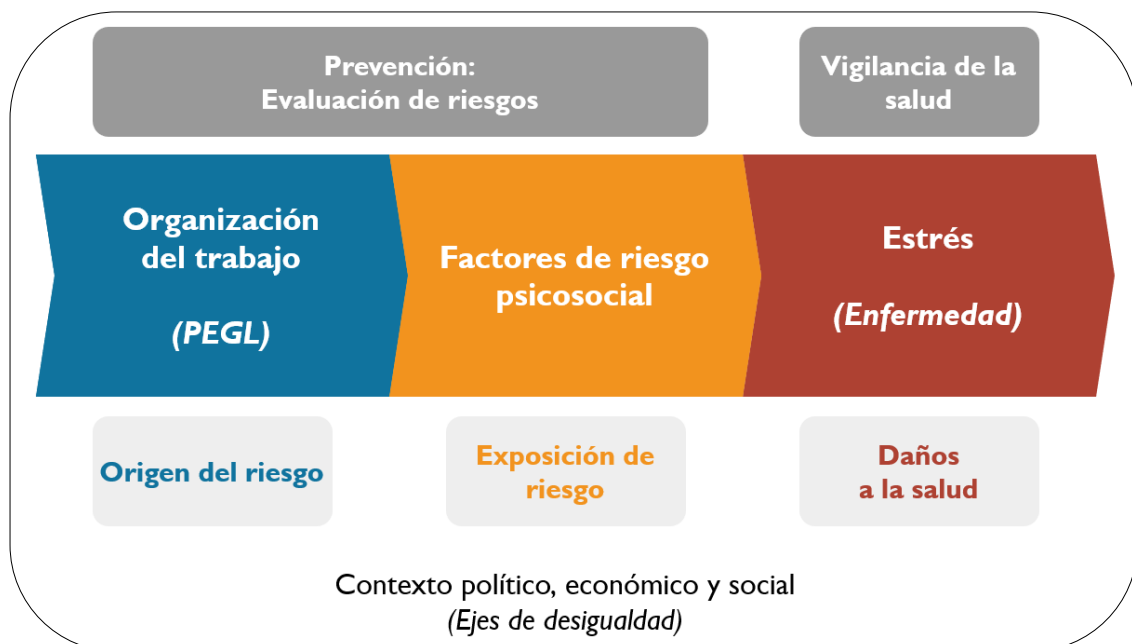 Prevención:
Evaluación de riesgos
Vigilancia de la
salud
Organización
del trabajo
(PEGL)
Factores de riesgo
psicosocial
Estrés
(Enfermedad)
Origen del riesgo
Exposición de
riesgo
Daños
a la salud
Contexto político, económico y social
(Ejes de desigualdad)